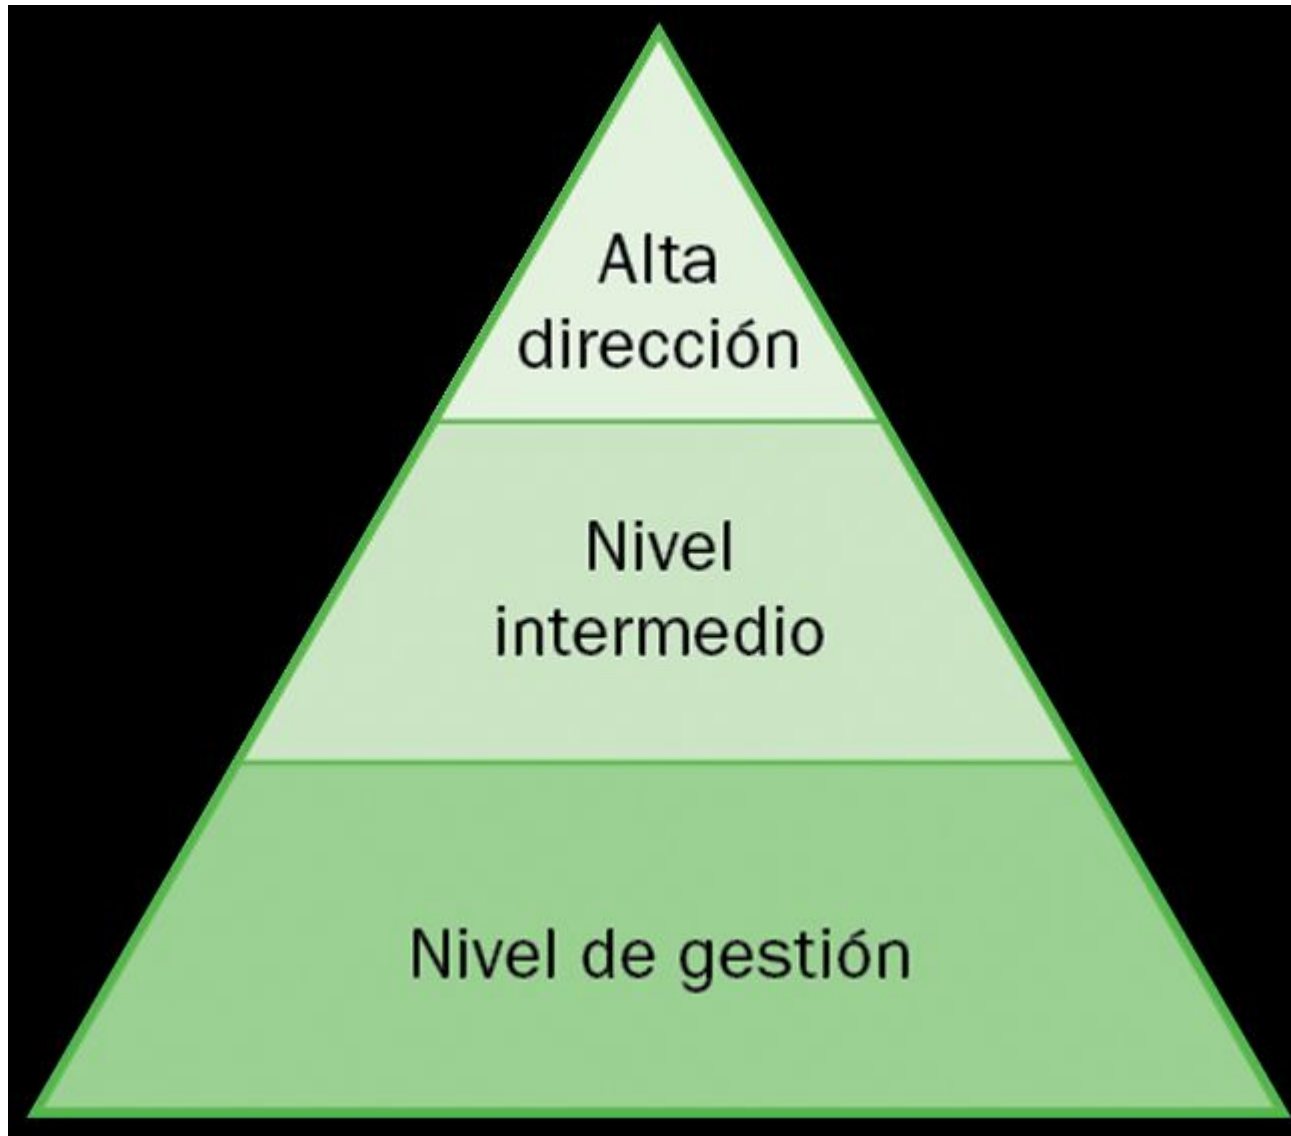 Alta
dirección
Nivel
intermedio
Nivel de gestión